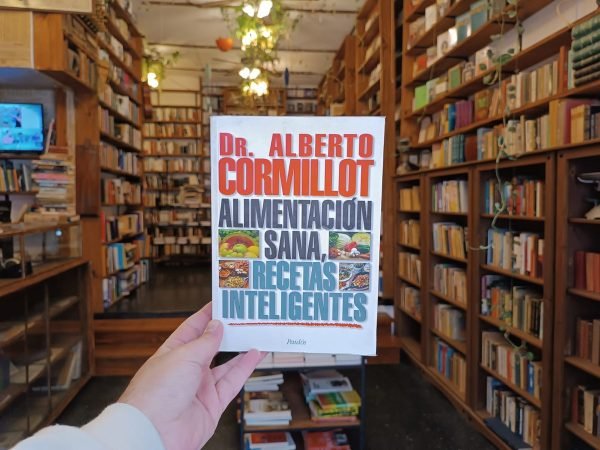 DR. ALBERTO
CORMILLOT
ALIMENTACIÓN
SANA,
RECETAS
INTELIGENTES
Paidós